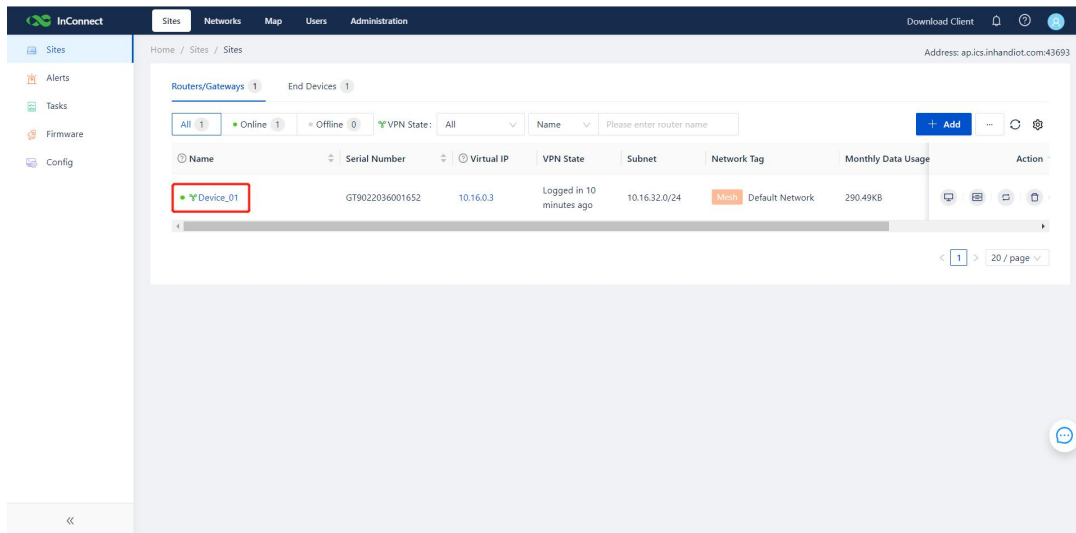 InConnect
Sites Networks Map Users Administration
Download Client
Sites
Alerts
Tasks
Firmware
Config
Home / Sites / Sites
Address: ap.ics.inhandiot.com:43693
Routers/Gateways 1 End Devices 1
All 1 Online 1 Offline 0 VPN State: All Name Please enter router name + Add ...
Name Serial Number Virtual IP VPN State Subnet Network Tag Monthly Data Usage Action
Device_01 GT9022036001652 10.16.0.3 Logged in 10 minutes ago 10.16.32.0/24 Mesh Default Network 290.49KB
< 1 > 20 / page